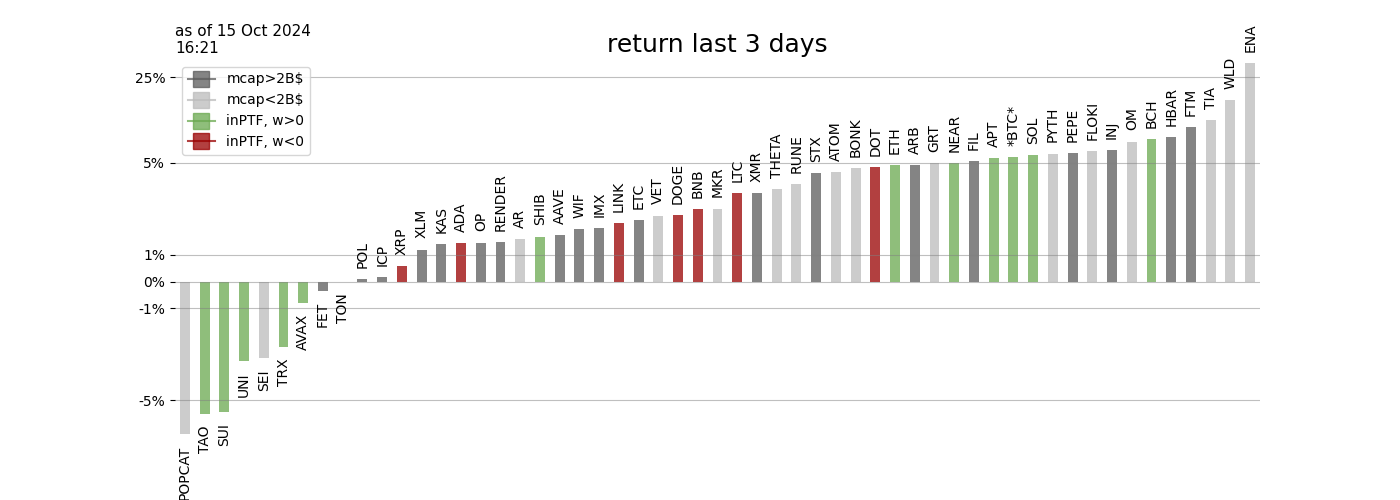 as of 15 Oct 2024
16:21
return last 3 days
mcap>2B$
mcap<2B$
inPTF, w>0
inPTF, w<0
25%
5%
1%
0%
-1%
-5%
POPCAT
TAO
SUI
UNI
SEI
TRX
AVAX
FET
TON
POL
ICP
XRP
XLM
KAS
ADA
OP
RENDER
AR
SHIB
AAVE
WIF
IMX
LINK
ETC
VET
DOGE
BNB
MKR
LTC
XMR
THETA
RUNE
STX
ATOM
BONK
DOT
ETH
ARB
GRT
NEAR
FIL
APT
*BTC*
SOL
PYTH
PEPE
FLOKI
INJ
OM
BCH
HBAR
FTM
TIA
WLD
ENA